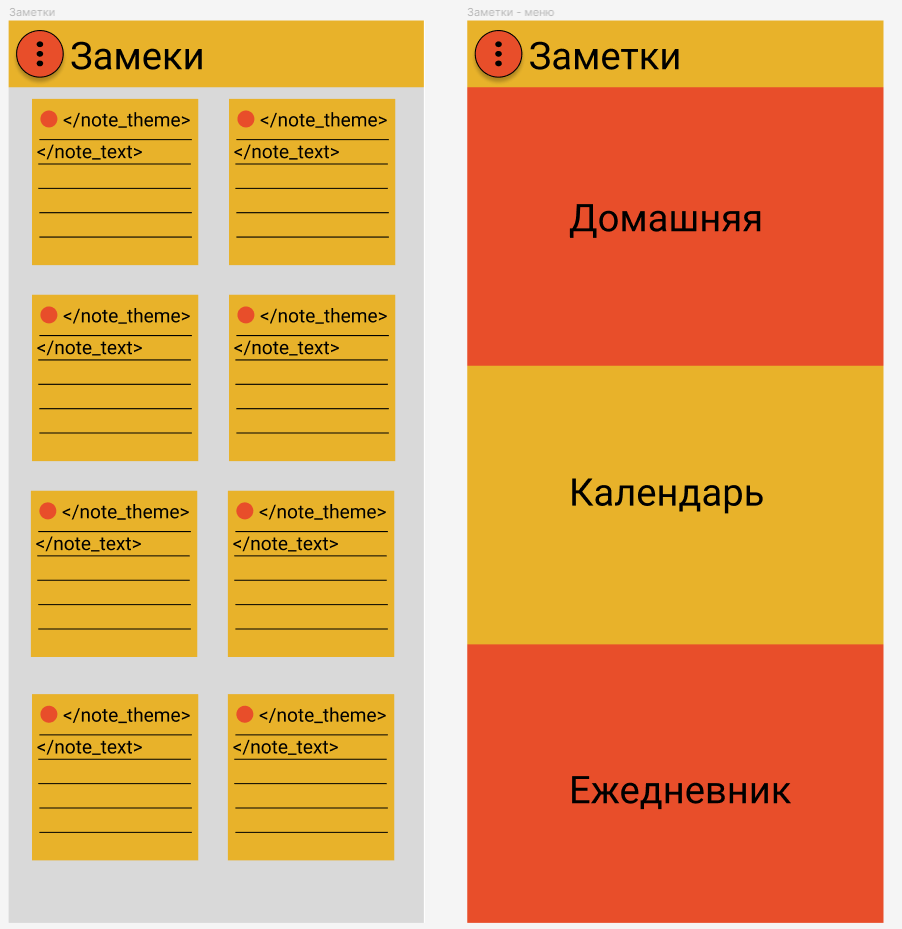 Заметки
Замеки
</note_theme> </note_theme>
</note_text> </note_text>
</note_theme> </note_theme>
</note_text> </note_text>
</note_theme> </note_theme>
</note_text> </note_text>
</note_theme> </note_theme>
</note_text> </note_text>
Заметки - меню
Заметки
Домашняя
Календарь
Ежедневник